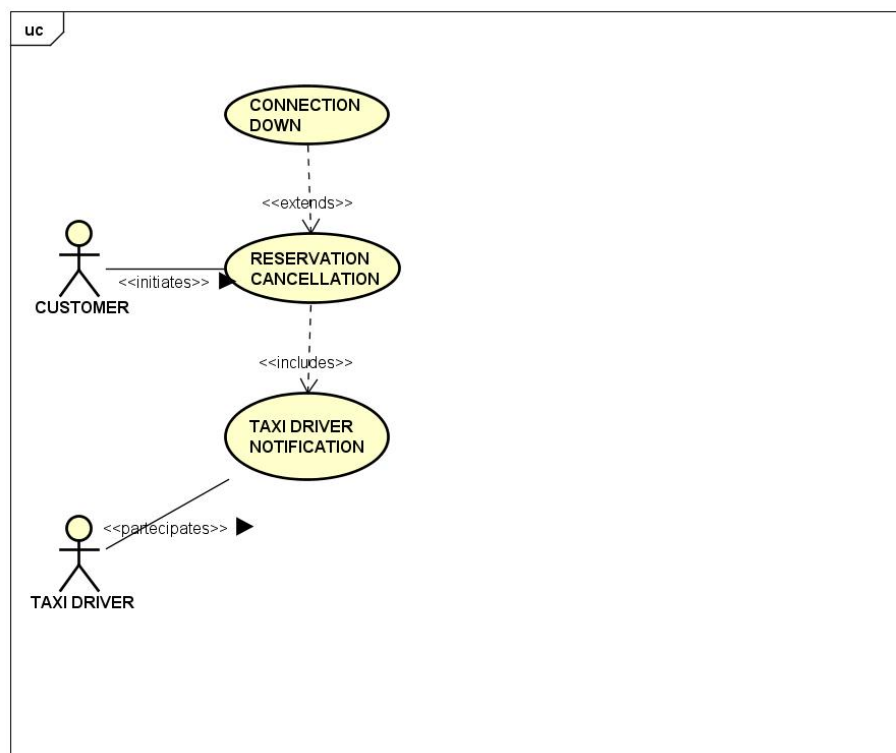 uc
CONNECTION
DOWN
<<extends>>
RESERVATION
CANCELLATION
<<initiates>>
CUSTOMER
<<includes>>
TAXI DRIVER
NOTIFICATION
<<partecipates>>
TAXI DRIVER